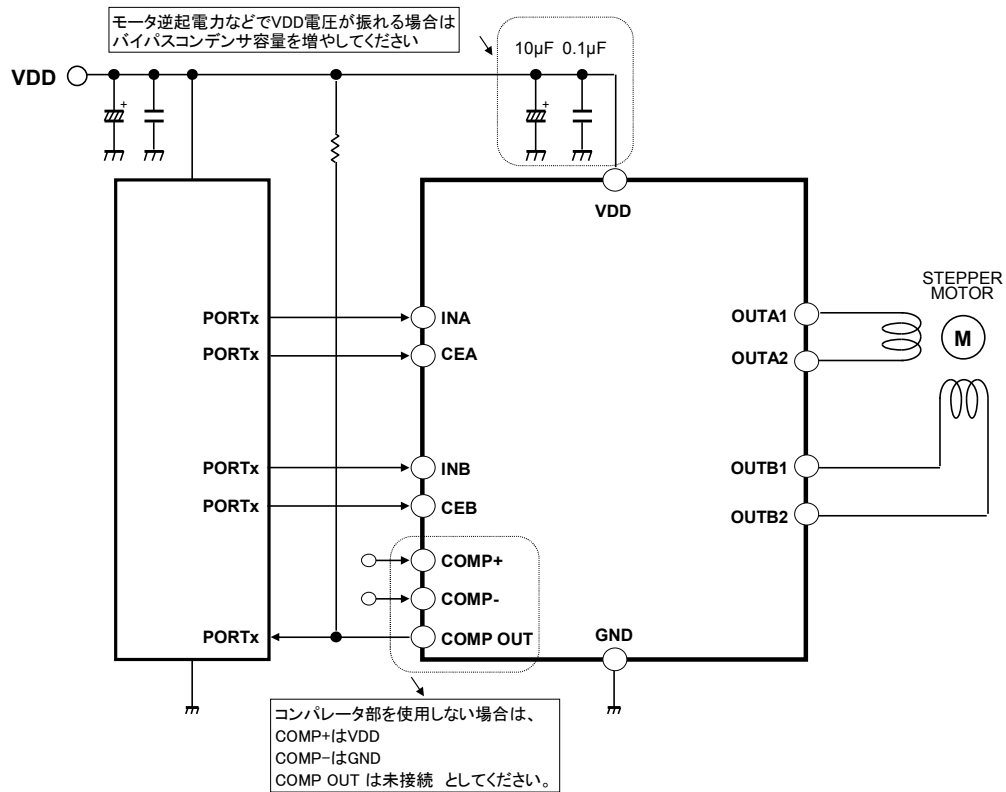 モータ逆起電力などでVDD電圧が振れる場合は
バイパスコンデンサ容量を増やしてください
10µF 0.1µF
VDD
+
+
VDD
STEPPER
MOTOR
PORTx
INA
OUTA1
M
PORTx
CEA
OUTA2
PORTx
INB
OUTB1
PORTx
CEB
OUTB2
COMP+
COMP-
PORTx
COMP OUT
GND
コンパレータ部を使用しない場合は、
COMP+はVDD
COMP-はGND
COMP OUT は未接続 としてください。